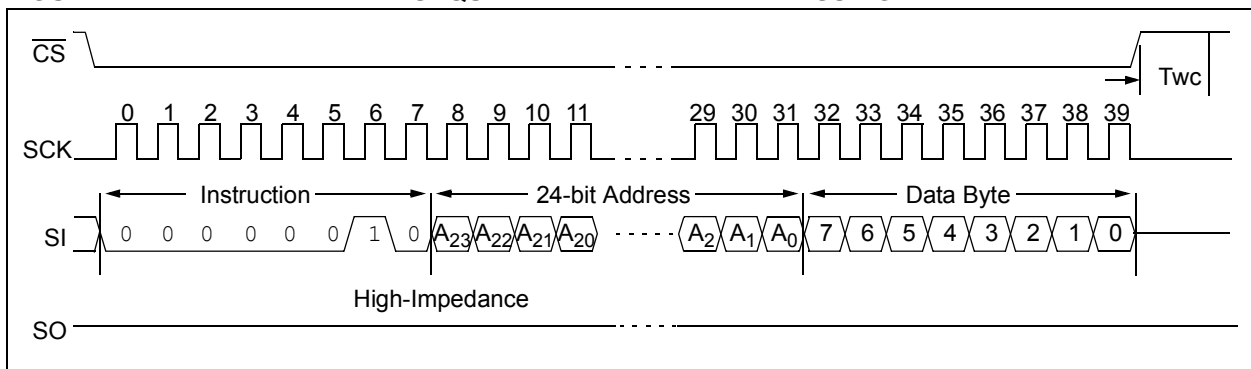 CS
Twc
0 1 2 3 4 5 6 7 8 9 10 11 29 30 31 32 33 34 35 36 37 38 39
SCK
Instruction 24-bit Address Data Byte
SI 0 0 0 0 0 0 1 0 A23 A22 A21 A20 A2 A1 A0 7 6 5 4 3 2 1 0
High-Impedance
SO